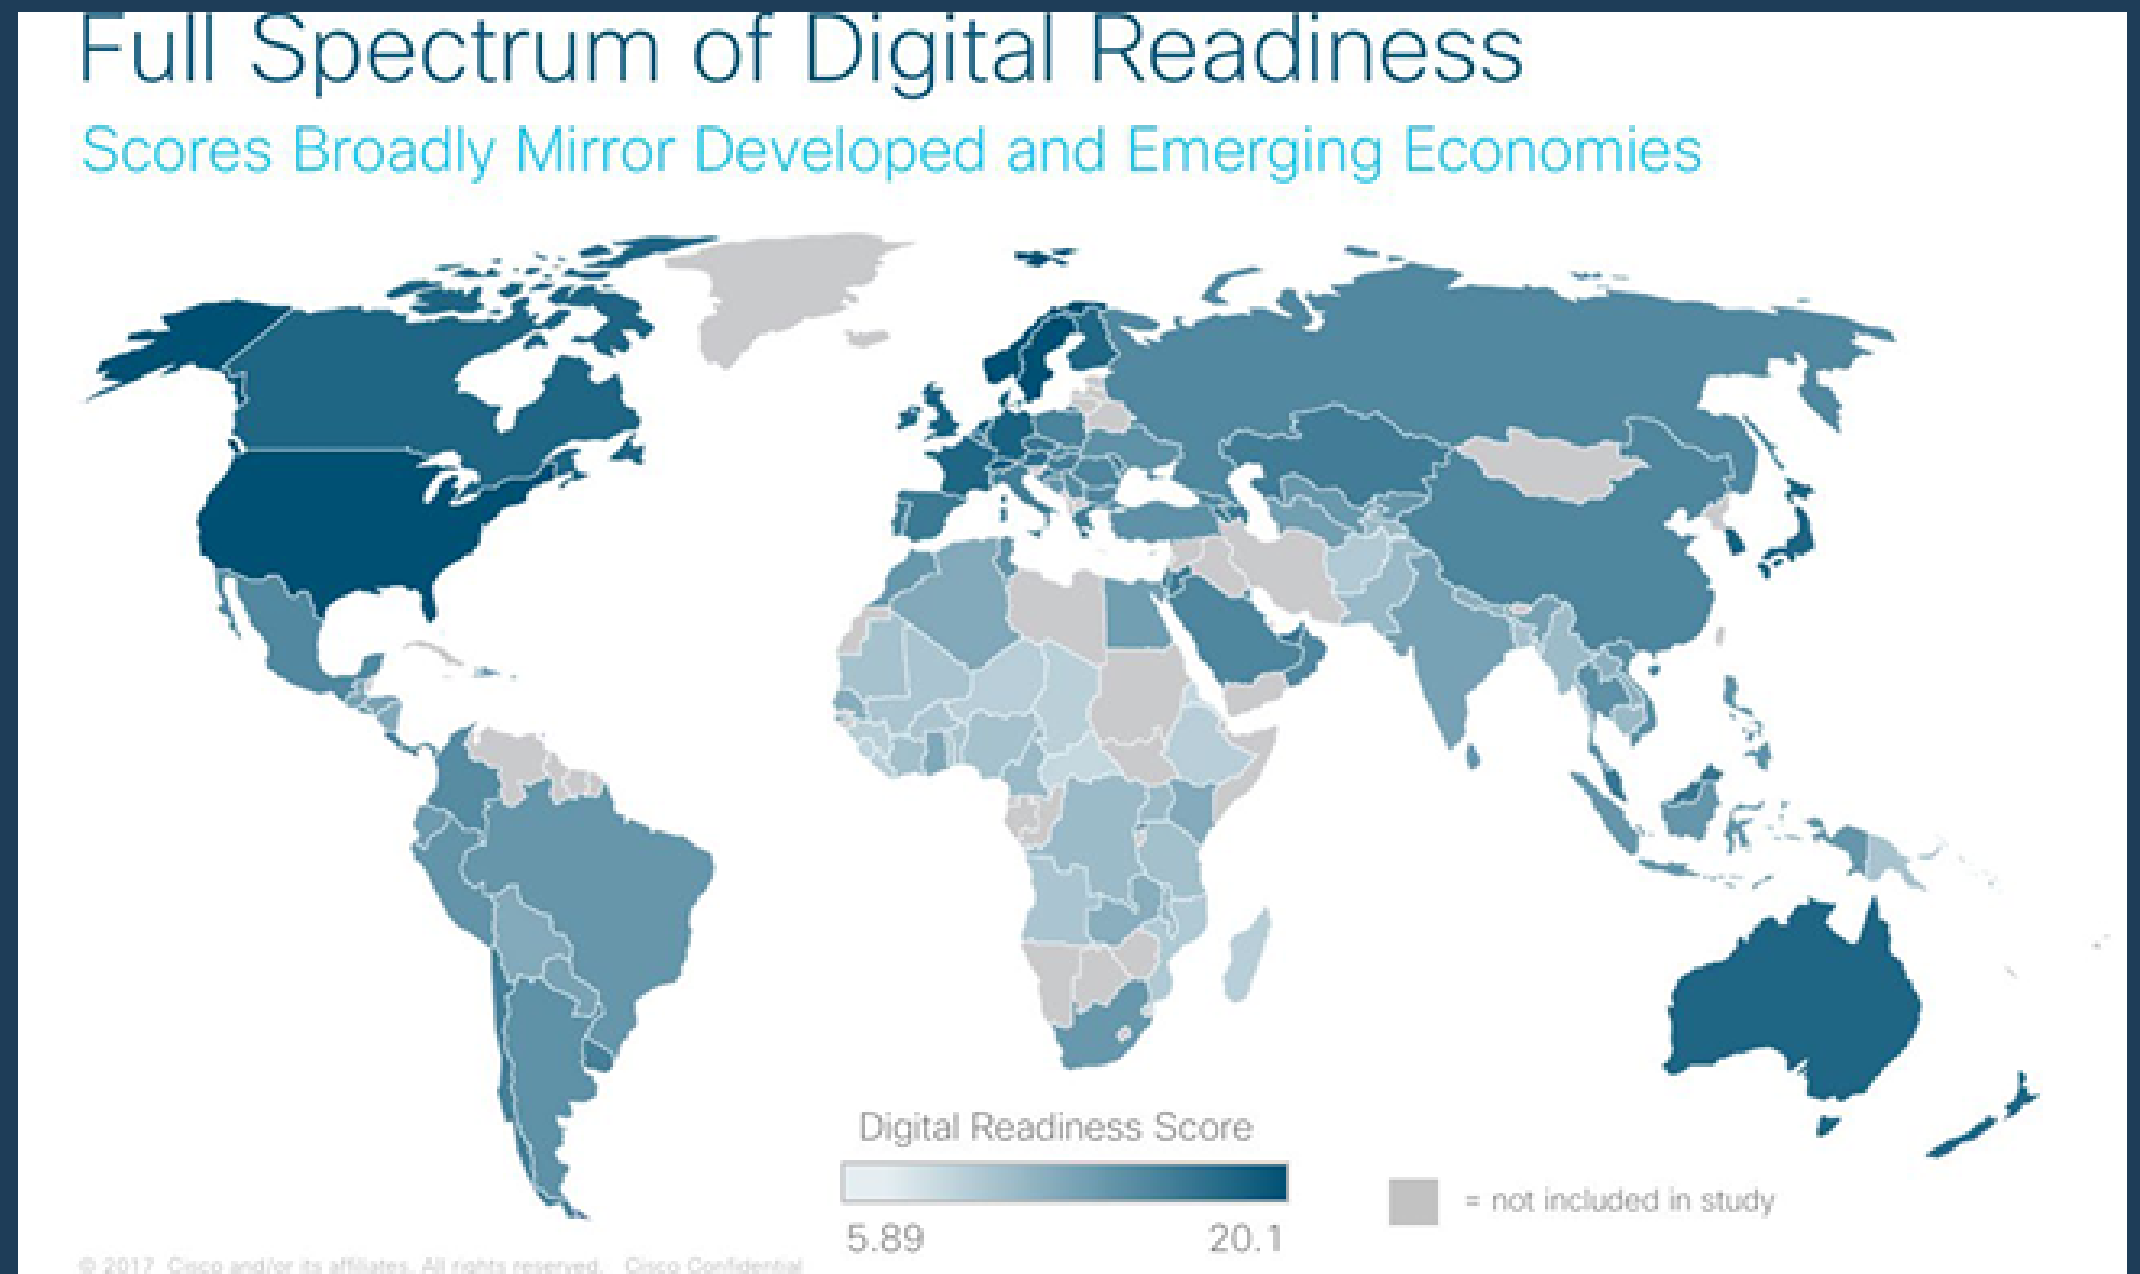 Full Spectrum of Digital Readiness
Scores Broadly Mirror Developed and Emerging Economies
Digital Readiness Score
5.89 20.1
= not included in study
© 2017 Cisco and/or its affiliates. All rights reserved. Cisco Confidential